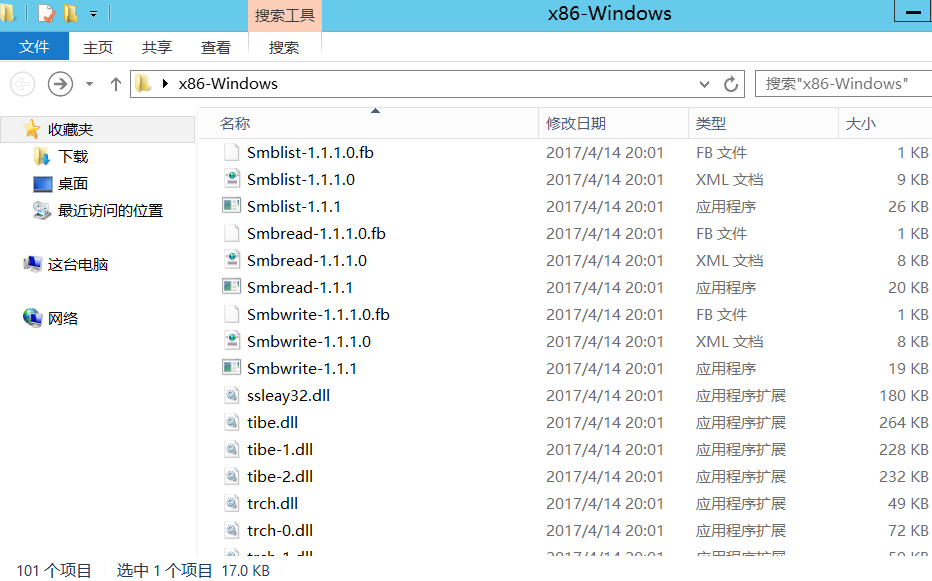 搜索工具
x86-Windows
文件 主页 共享 查看 搜索
x86-Windows
搜索"x86-Windows"
收藏夹
下载
桌面
最近访问的位置
这台电脑
网络
名称 修改日期 类型 大小
Smblist-1.1.1.0.fb 2017/4/14 20:01 FB 文件 1 KB
Smblist-1.1.1.0 2017/4/14 20:01 XML 文档 9 KB
Smblist-1.1.1 2017/4/14 20:01 应用程序 26 KB
Smbread-1.1.1.0.fb 2017/4/14 20:01 FB 文件 1 KB
Smbread-1.1.1.0 2017/4/14 20:01 XML 文档 8 KB
Smbread-1.1.1 2017/4/14 20:01 应用程序 20 KB
Smbwrite-1.1.1.0.fb 2017/4/14 20:01 FB 文件 1 KB
Smbwrite-1.1.1.0 2017/4/14 20:01 XML 文档 8 KB
Smbwrite-1.1.1 2017/4/14 20:01 应用程序 19 KB
ssleay32.dll 2017/4/14 20:01 应用程序扩展 180 KB
tibe.dll 2017/4/14 20:01 应用程序扩展 264 KB
tibe-1.dll 2017/4/14 20:01 应用程序扩展 228 KB
tibe-2.dll 2017/4/14 20:01 应用程序扩展 232 KB
trch.dll 2017/4/14 20:01 应用程序扩展 49 KB
trch-0.dll 2017/4/14 20:01 应用程序扩展 72 KB
trch-1.dll 2017/4/14 20:01 应用程序扩展
101 个项目 选中 1 个项目 17.0 KB